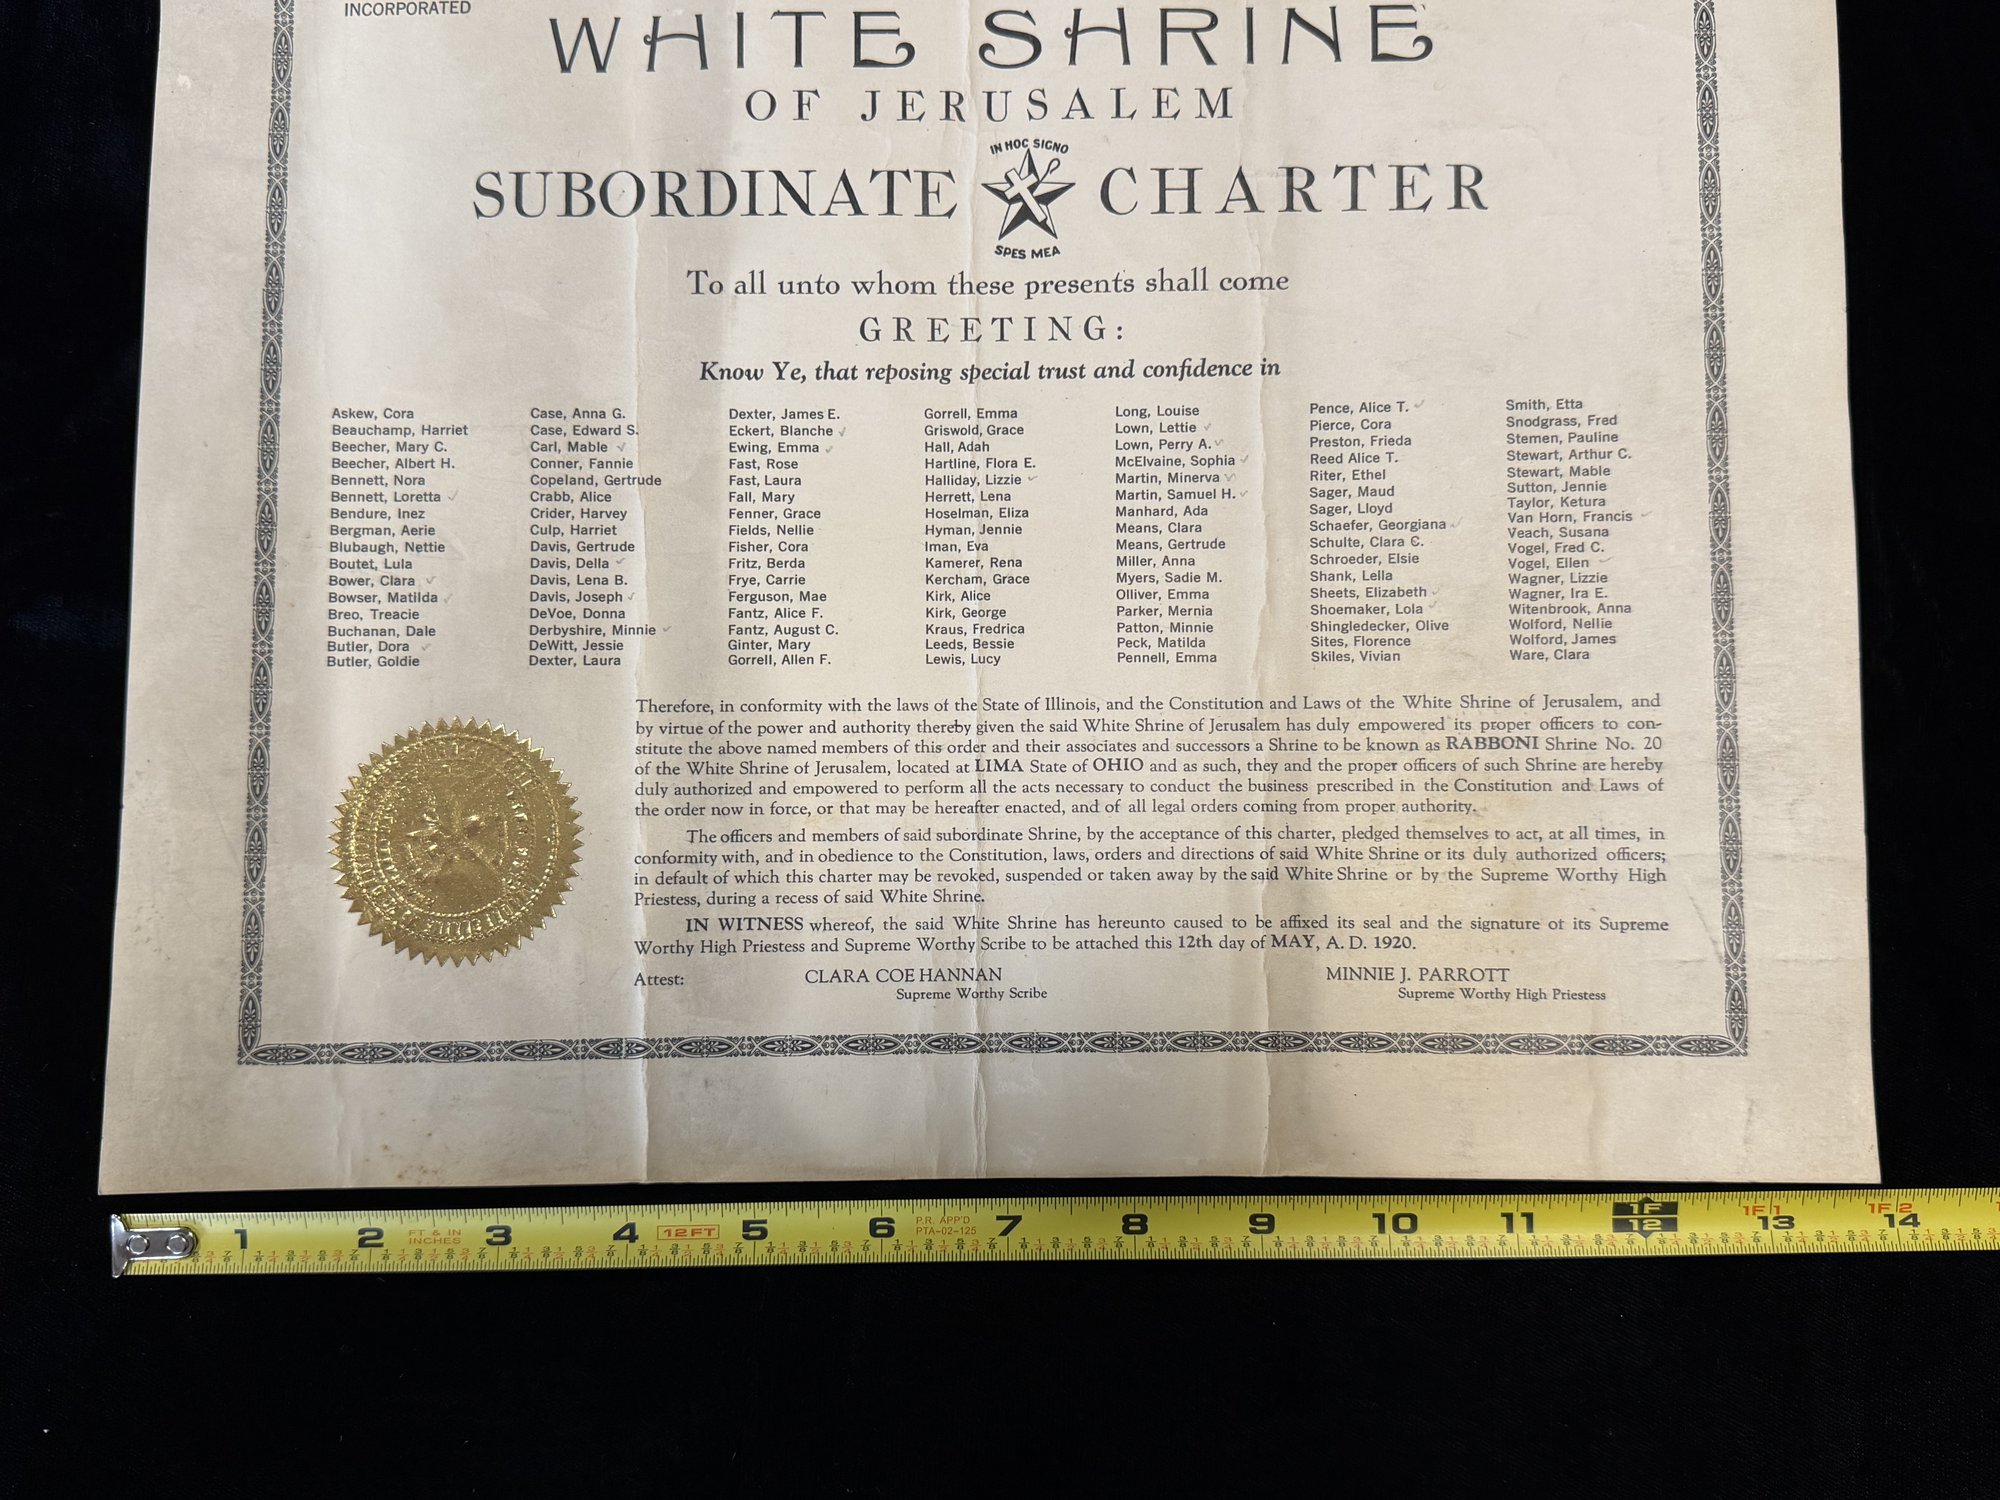 INCORPORATED
WHITE SHRINE
OF JERUSALEM
IN HOC SIGNO
SUBORDINATE CHARTER
SPES MEA
To all unto whom these presents shall come
GREETING:
Know Ye, that reposing special trust and confidence in
Askew, Cora
Beauchamp, Harriet
Beecher, Mary C.
Beecher, Albert H.
Bennett, Nora
Bennett, Loretta
Bendure, Inez
Bergman, Aerie
Blubaugh, Nettie
Boutet, Lula
Bower, Clara
Bowser, Matilda
Breo, Treacie
Buchanan, Dale
Butler, Dora
Butler, Goldie
Case, Anna G.
Case, Edward S.
Carl, Mable
Conner, Fannie
Copeland, Gertrude
Crabb, Alice
Crider, Harvey
Culp, Harriet
Davis, Gertrude
Davis, Della
Davis, Lena B.
Davis, Joseph
DeVoe, Donna
Derbyshire, Minnie
DeWitt, Jessie
Dexter, Laura
Dexter, James E.
Eckert, Blanche
Ewing, Emma
Fast, Rose
Fast, Laura
Fall, Mary
Fenner, Grace
Fields, Nellie
Fisher, Cora
Fritz, Berda
Frye, Carrie
Ferguson, Mae
Fantz, Alice F.
Fantz, August C.
Ginter, Mary
Gorrell, Allen F.
Gorrell, Emma
Griswold, Grace
Hall, Adah
Hartline, Flora E.
Halliday, Lizzie
Herrett, Lena
Hoselman, Eliza
Hyman, Jennie
Iman, Eva
Kamerer, Rena
Kercham, Grace
Kirk, Alice
Kirk, George
Kraus, Fredrica
Leeds, Bessie
Lewis, Lucy
Long, Louise
Lown, Lettie
Lown, Perry A.
McElvaine, Sophia
Martin, Minerva
Martin, Samuel H.
Manhard, Ada
Means, Clara
Means, Gertrude
Miller, Anna
Myers, Sadie M.
Olliver, Emma
Parker, Mernia
Patton, Minnie
Peck, Matilda
Pennell, Emma
Pence, Alice T.
Pierce, Cora
Preston, Frieda
Reed Alice T.
Riter, Ethel
Sager, Maud
Sager, Lloyd
Schaefer, Georgiana
Schulte, Clara C.
Schroeder, Elsie
Shank, Lella
Sheets, Elizabeth
Shoemaker, Lola
Shingledecker, Olive
Sites, Florence
Skiles, Vivian
Smith, Etta
Snodgrass, Fred
Stemen, Pauline
Stewart, Arthur C.
Stewart, Mable
Sutton, Jennie
Taylor, Ketura
Van Horn, Francis
Veach, Susana
Vogel, Fred C.
Vogel, Ellen
Wagner, Lizzie
Wagner, Ira E.
Witenbrook, Anna
Wolford, Nellie
Wolford, James
Ware, Clara
Therefore, in conformity with the laws of the State of Illinois, and the Constitution and Laws of the White Shrine of Jerusalem, and
by virtue of the power and authority thereby given the said White Shrine of Jerusalem has duly empowered its proper officers to con-
stitute the above named members of this order and their associates and successors a Shrine to be known as RABBONI Shrine No. 20
of the White Shrine of Jerusalem, located at LIMA State of OHIO and as such, they and the proper officers of such Shrine are hereby
duly authorized and empowered to perform all the acts necessary to conduct the business prescribed in the Constitution and Laws of
the order now in force, or that may be hereafter enacted, and of all legal orders coming from proper authority.
The officers and members of said subordinate Shrine, by the acceptance of this charter, pledged themselves to act, at all times, in
conformity with, and in obedience to the Constitution, laws, orders and directions of said White Shrine or its duly authorized officers;
in default of which this charter may be revoked, suspended or taken away by the said White Shrine or by the Supreme Worthy High
Priestess, during a recess of said White Shrine.
IN WITNESS whereof, the said White Shrine has hereunto caused to be affixed its seal and the signature of its Supreme
Worthy High Priestess and Supreme Worthy Scribe to be attached this 12th day of MAY, A. D. 1920.
Attest: CLARA COE HANNAN MINNIE J. PARROTT
Supreme Worthy Scribe Supreme Worthy High Priestess
1 2 FT & IN INCHES 3 4 12FT 5 6 P.R. APP'D PTA-02-125 7 8 9 10 11 1F 12 1F1 13 1F2 14